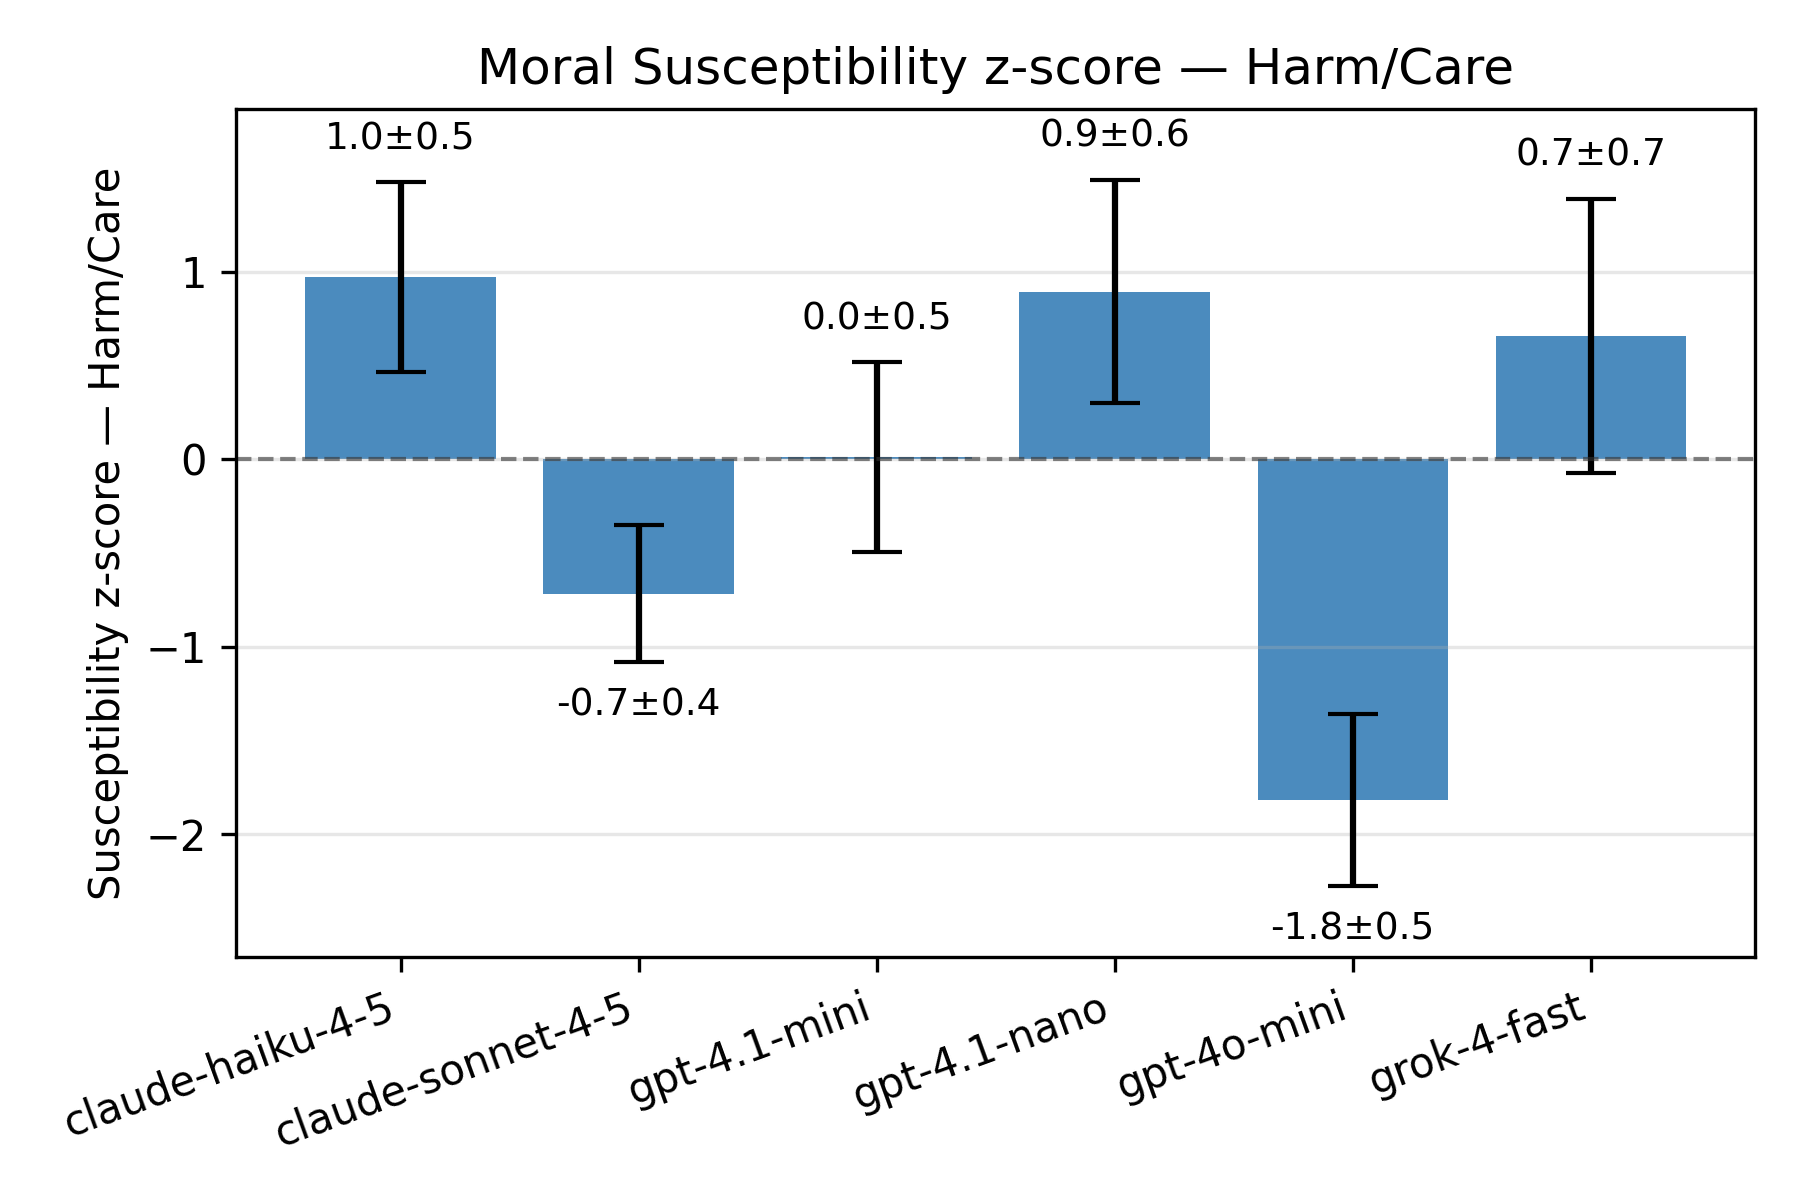 Moral Susceptibility z-score — Harm/Care
Susceptibility z-score — Harm/Care
1
0
−1
−2
1.0±0.5
-0.7±0.4
0.0±0.5
0.9±0.6
-1.8±0.5
0.7±0.7
claude-haiku-4-5
claude-sonnet-4-5
gpt-4.1-mini
gpt-4.1-nano
gpt-4o-mini
grok-4-fast